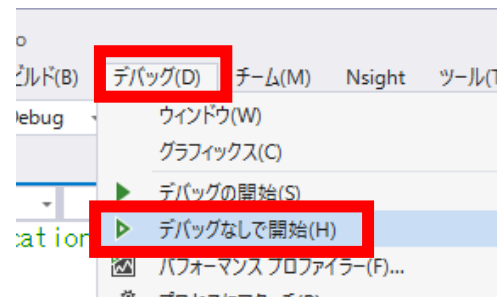 ビルド(B) デバッグ(D) チーム(M) Nsight ツール(T
Debug
ウィンドウ(W)
グラフィックス(C)
デバッグの開始(S)
デバッグなしで開始(H)
cation
パフォーマンス プロファイラー(F)...